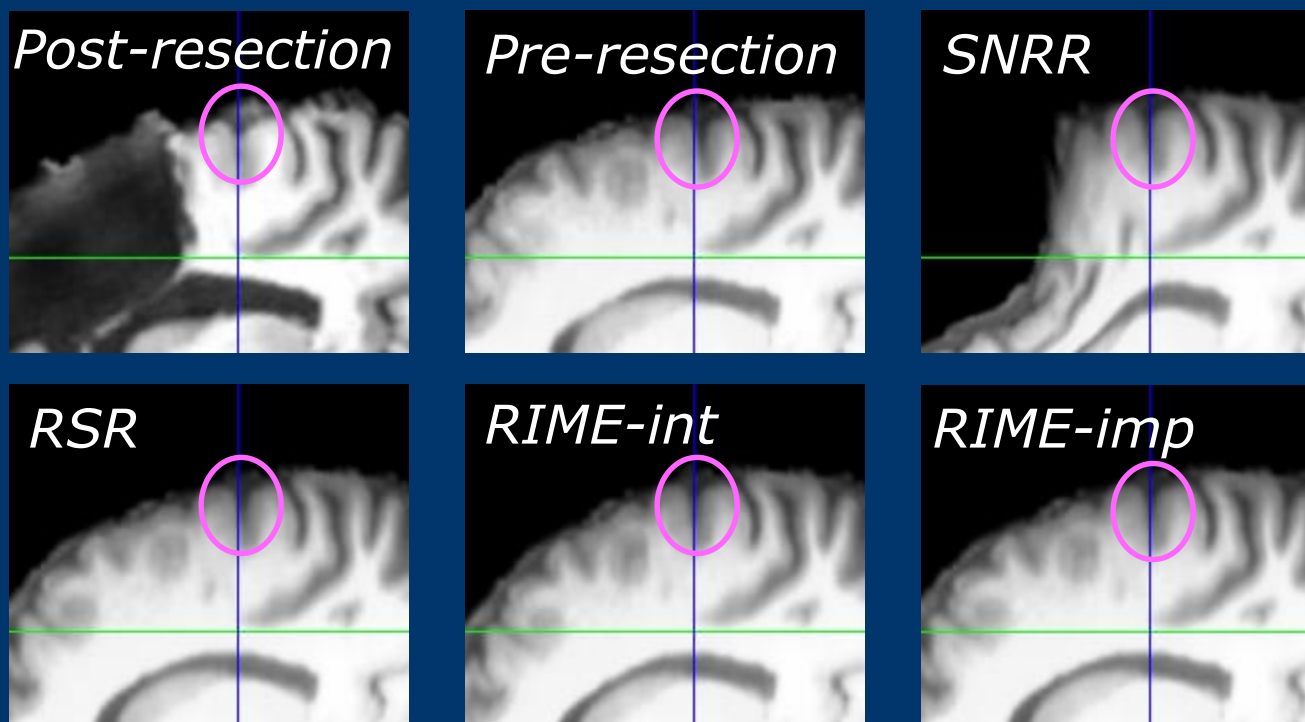 Post-resection
Pre-resection
SNRR
RSR
RIME-int
RIME-imp